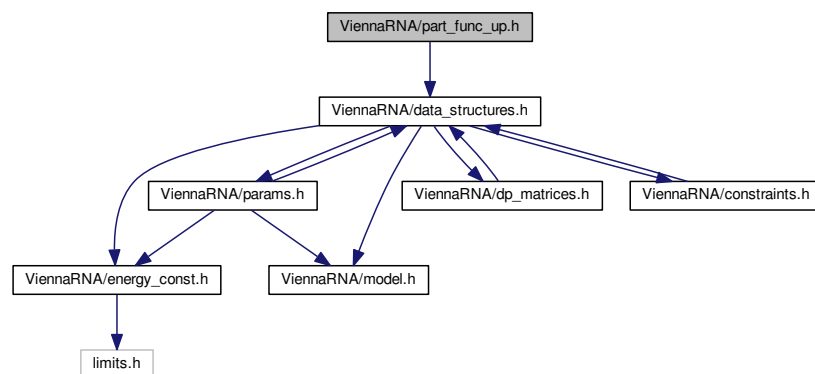 ViennaRNA/part_func_up.h
ViennaRNA/data_structures.h
ViennaRNA/params.h
ViennaRNA/dp_matrices.h
ViennaRNA/constraints.h
ViennaRNA/energy_const.h
ViennaRNA/model.h
limits.h